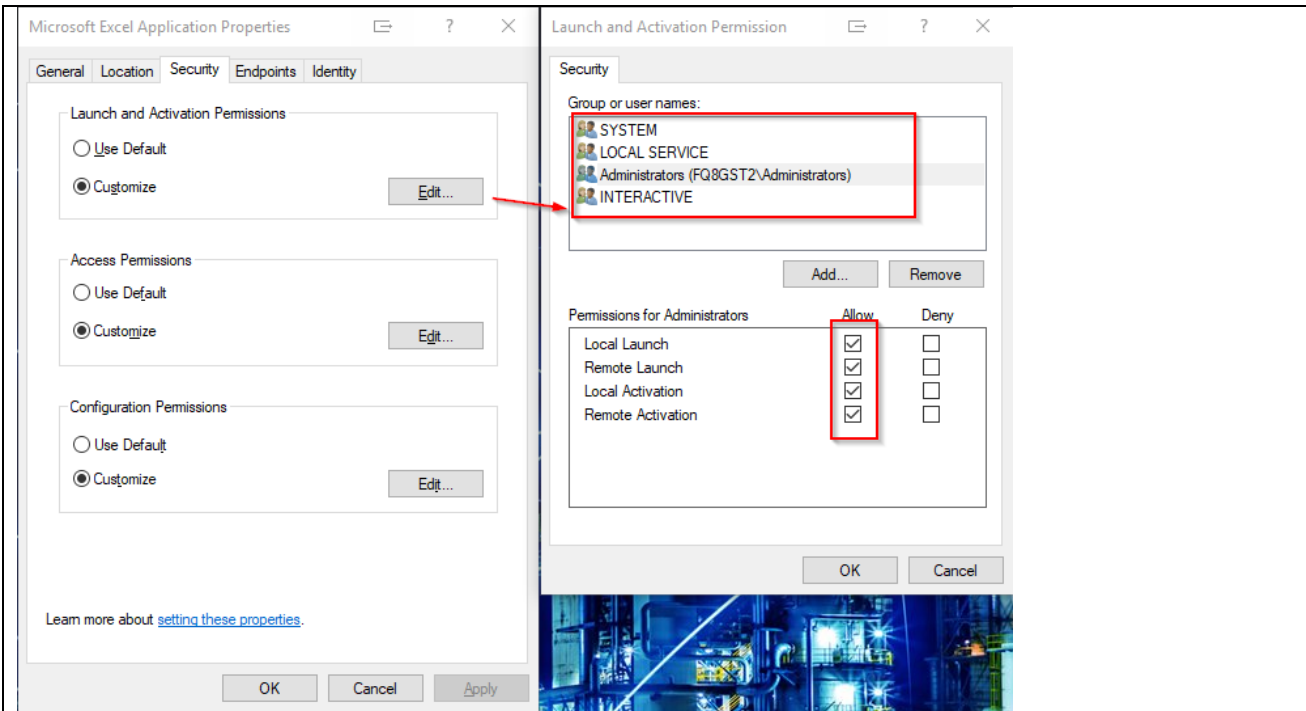 Microsoft Excel Application Properties
?
General Location Security Endpoints Identity
Launch and Activation Permissions
Use Default
Customize
Edit...
Access Permissions
Use Default
Customize
Edit...
Configuration Permissions
Use Default
Customize
Edit...
Learn more about setting these properties.
OK Cancel Apply
Launch and Activation Permission
?
Security
Group or user names:
SYSTEM
LOCAL SERVICE
Administrators (FQ8GST2\Administrators)
INTERACTIVE
Add... Remove
Permissions for Administrators Allow Deny
Local Launch
Remote Launch
Local Activation
Remote Activation
OK Cancel